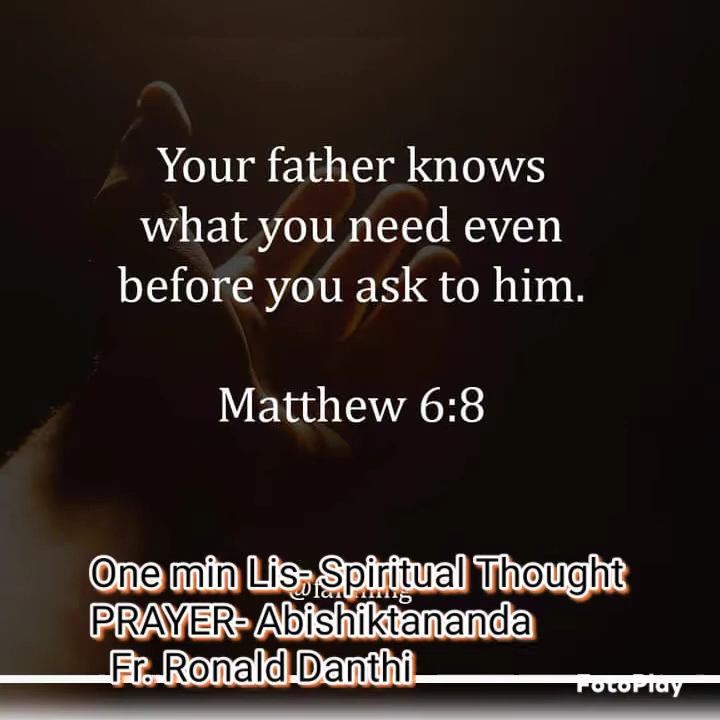 Your father knows
what you need even
before you ask to him.
Matthew 6:8
One min Lis- Spiritual Thought
PRAYER- Abishiktananda
Fr. Ronald Danthi
FotoPlay